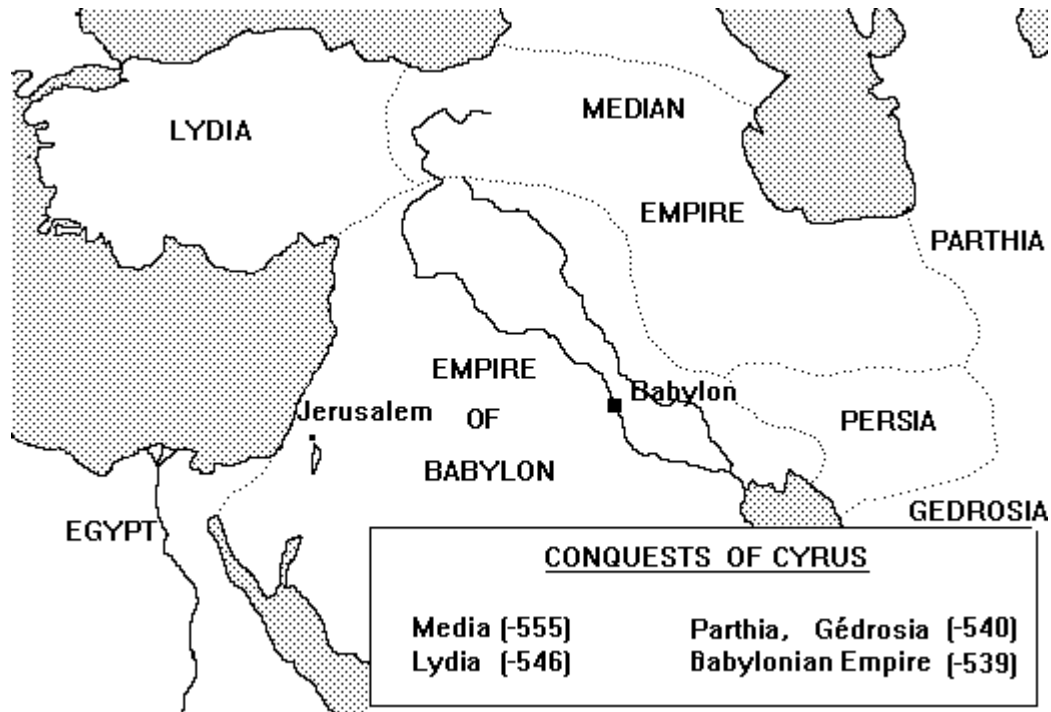 MEDIAN
LYDIA
EMPIRE
PARTHIA
EMPIRE
Babylon
Jerusalem
OF
PERSIA
BABYLON
EGYPT
GEDROSIA
CONQUESTS OF CYRUS
Media (-555)
Parthia, Gédrosia (-540)
Lydia (-546)
Babylonian Empire (-539)